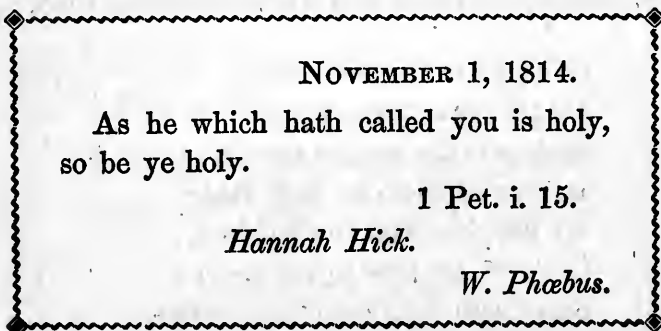 November 1, 1814.
As he which hath called you is holy,
so be ye holy.
1 Pet. i. 15.
Hannah Hick.
W. Phœbus.